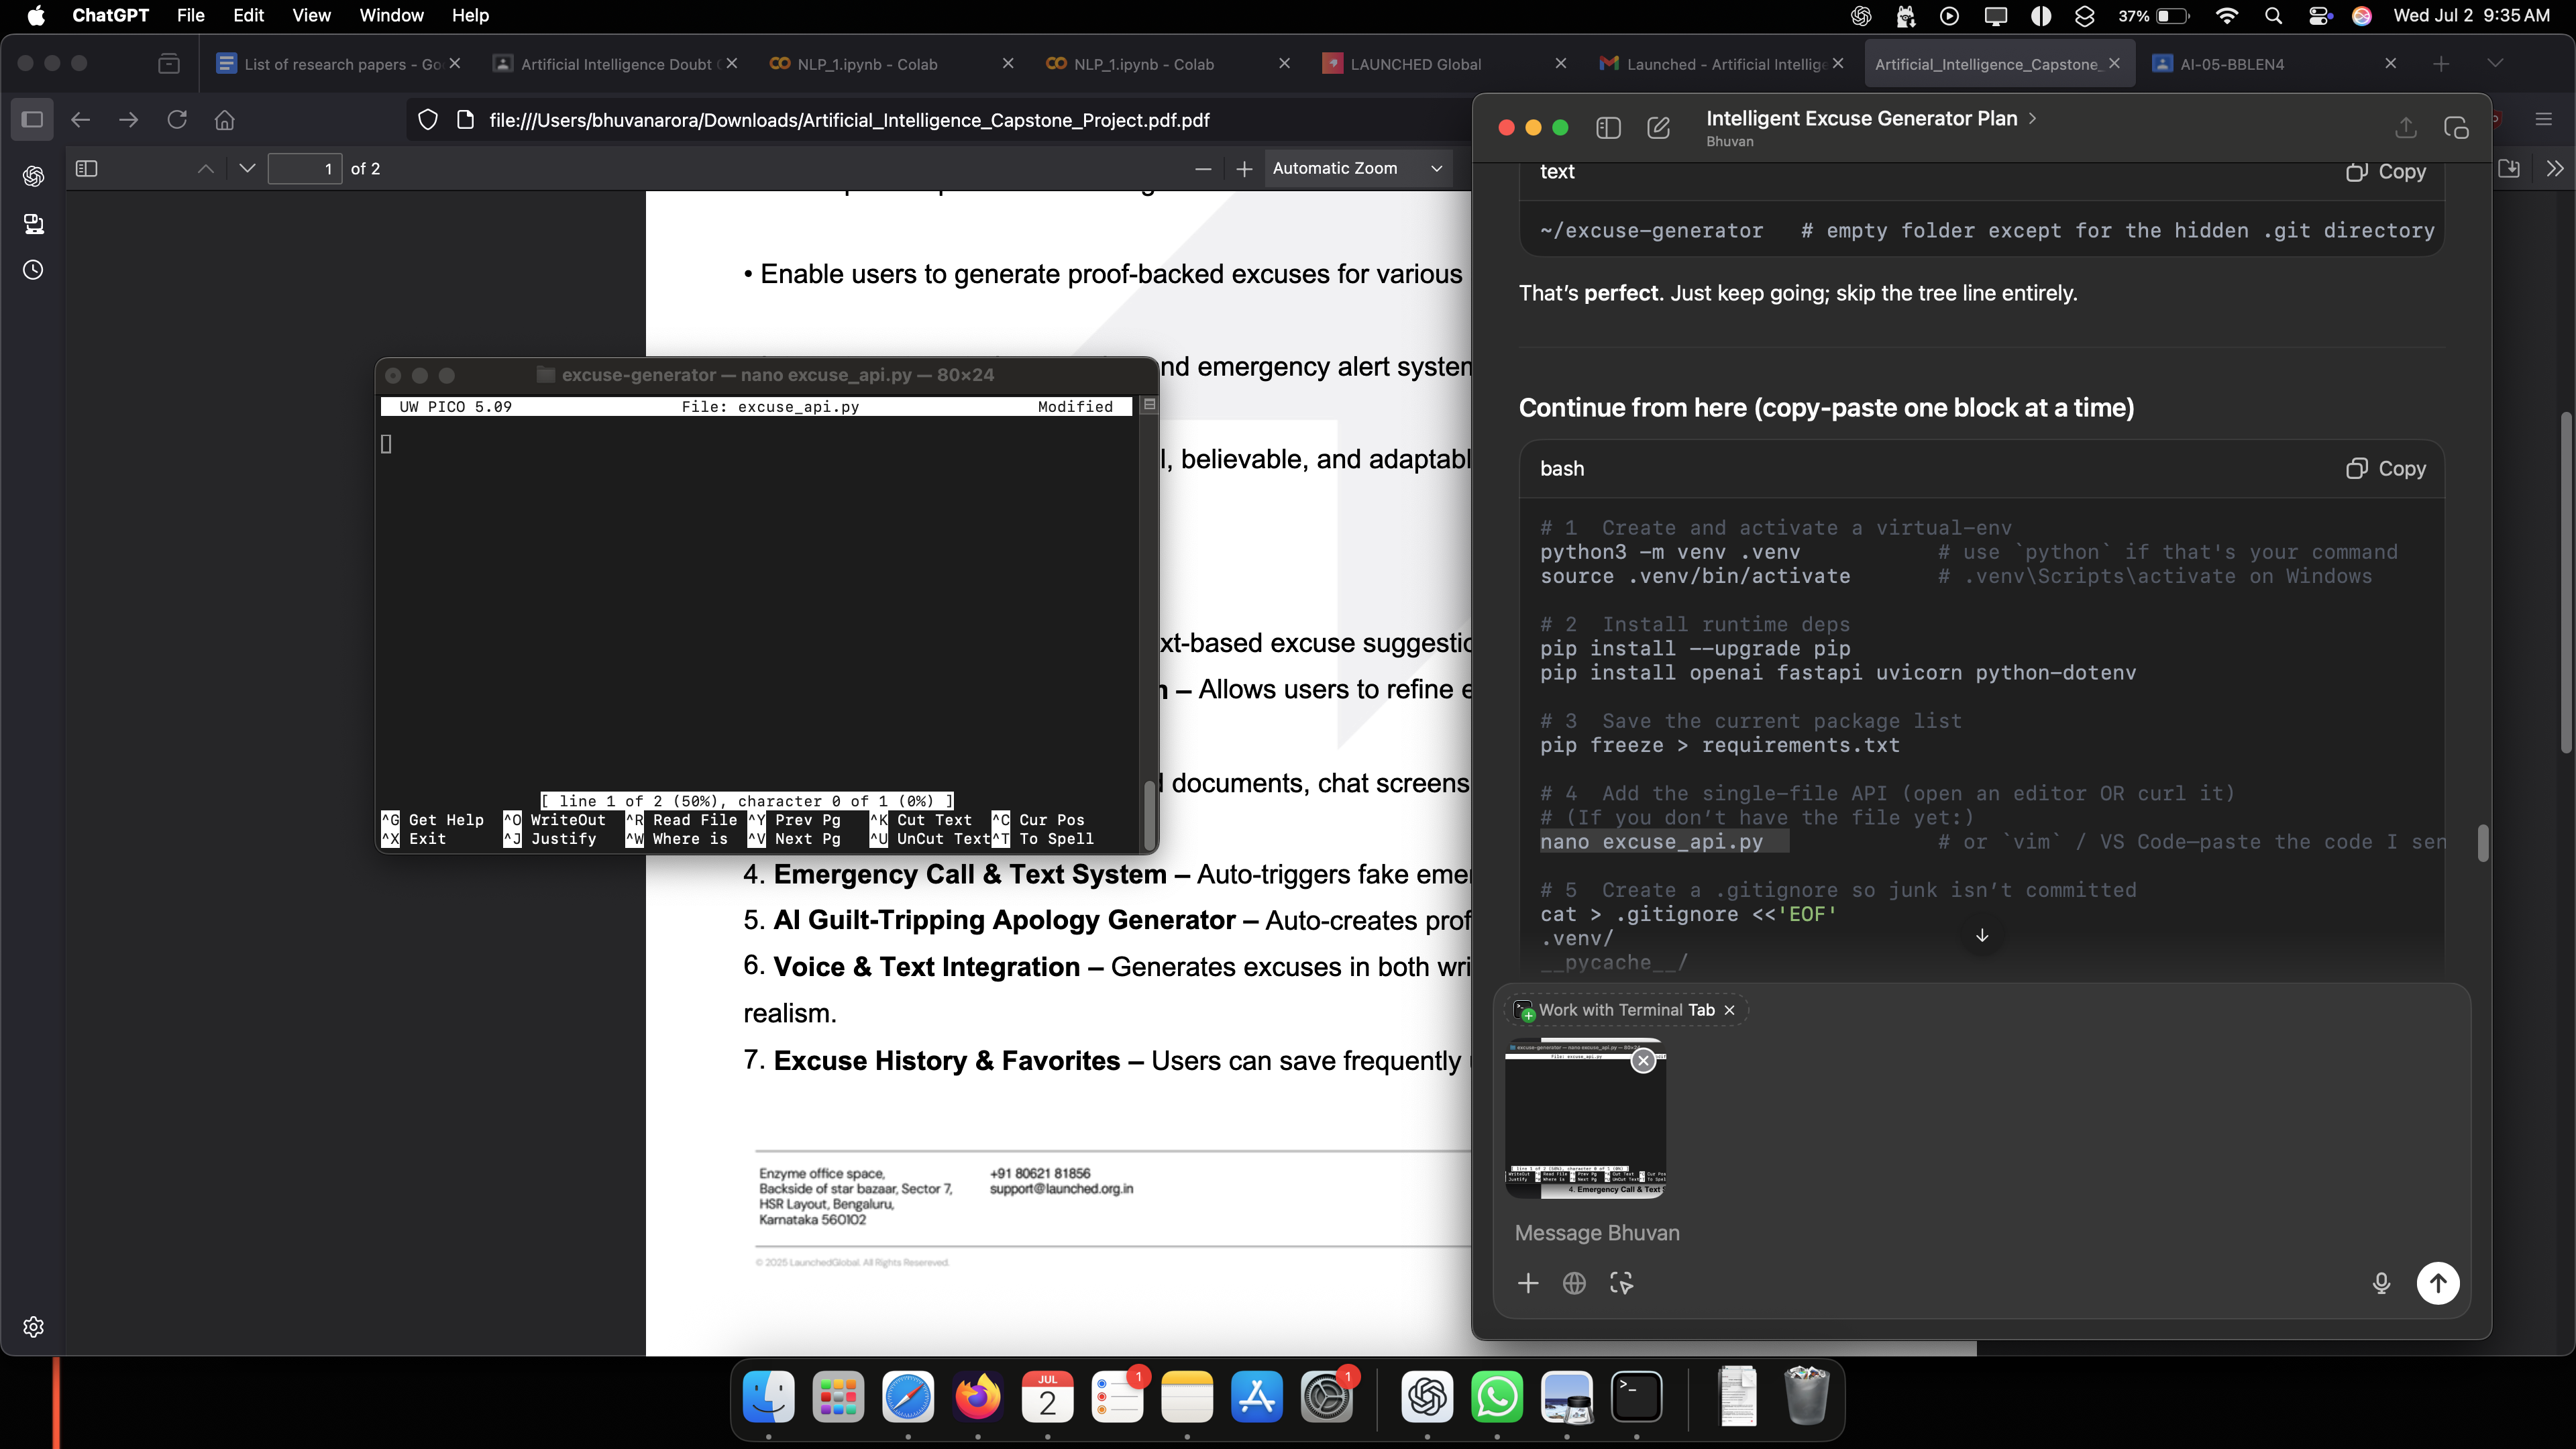 ChatGPT File Edit View Window Help 37% Wed Jul 2 9:35 AM
List of research papers - Go
Artificial Intelligence Doubt
NLP_1.ipynb - Colab
NLP_1.ipynb - Colab
LAUNCHED Global
Launched - Artificial Intellige
Artificial_Intelligence_Capstone_
AI-05-BBLEN4
file:///Users/bhuvanarora/Downloads/Artificial_Intelligence_Capstone_Project.pdf.pdf
1 of 2
Automatic Zoom
• Enable users to generate proof-backed excuses for various
nd emergency alert system
l, believable, and adaptabl
xt-based excuse suggestio
– Allows users to refine e
documents, chat screens
4. Emergency Call & Text System – Auto-triggers fake emer
5. AI Guilt-Tripping Apology Generator – Auto-creates prof
6. Voice & Text Integration – Generates excuses in both wri
realism.
7. Excuse History & Favorites – Users can save frequently
Enzyme office space,
Backside of star bazaar, Sector 7,
HSR Layout, Bengaluru,
Karnataka 560102
+91 80621 81856
support@launched.org.in
© 2025 LaunchedGlobal. All Rights Resereved.
excuse-generator — nano excuse_api.py — 80×24
UW PICO 5.09 File: excuse_api.py Modified
[ line 1 of 2 (50%), character 0 of 1 (0%) ]
^G Get Help ^O WriteOut ^R Read File ^Y Prev Pg ^K Cut Text ^C Cur Pos
^X Exit ^J Justify ^W Where is ^V Next Pg ^U UnCut Text ^T To Spell
Intelligent Excuse Generator Plan
Bhuvan
text Copy
~/excuse-generator # empty folder except for the hidden .git directory
That’s perfect. Just keep going; skip the tree line entirely.
Continue from here (copy-paste one block at a time)
bash Copy
# 1 Create and activate a virtual-env
python3 -m venv .venv # use `python` if that's your command
source .venv/bin/activate # .venv\Scripts\activate on Windows
# 2 Install runtime deps
pip install --upgrade pip
pip install openai fastapi uvicorn python-dotenv
# 3 Save the current package list
pip freeze > requirements.txt
# 4 Add the single-file API (open an editor OR curl it)
# (If you don’t have the file yet:)
nano excuse_api.py # or `vim` / VS Code—paste the code I sen
# 5 Create a .gitignore so junk isn’t committed
cat > .gitignore <<'EOF'
.venv/
__pycache__/
Work with Terminal Tab
Message Bhuvan
JUL
2
1
1